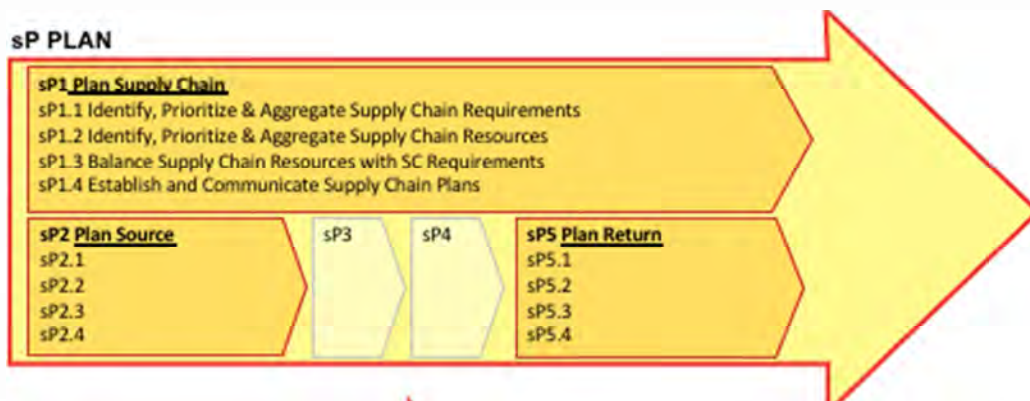 sP PLAN
sP1 Plan Supply Chain
sP1.1 Identify, Prioritize & Aggregate Supply Chain Requirements
sP1.2 Identify, Prioritize & Aggregate Supply Chain Resources
sP1.3 Balance Supply Chain Resources with SC Requirements
sP1.4 Establish and Communicate Supply Chain Plans
sP2 Plan Source
sP2.1
sP2.2
sP2.3
sP2.4
sP3
sP4
sP5 Plan Return
sP5.1
sP5.2
sP5.3
sP5.4